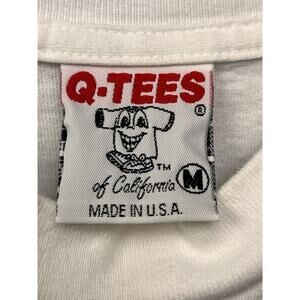 Q-TEES
®
TM
of California M
MADE IN U.S.A.